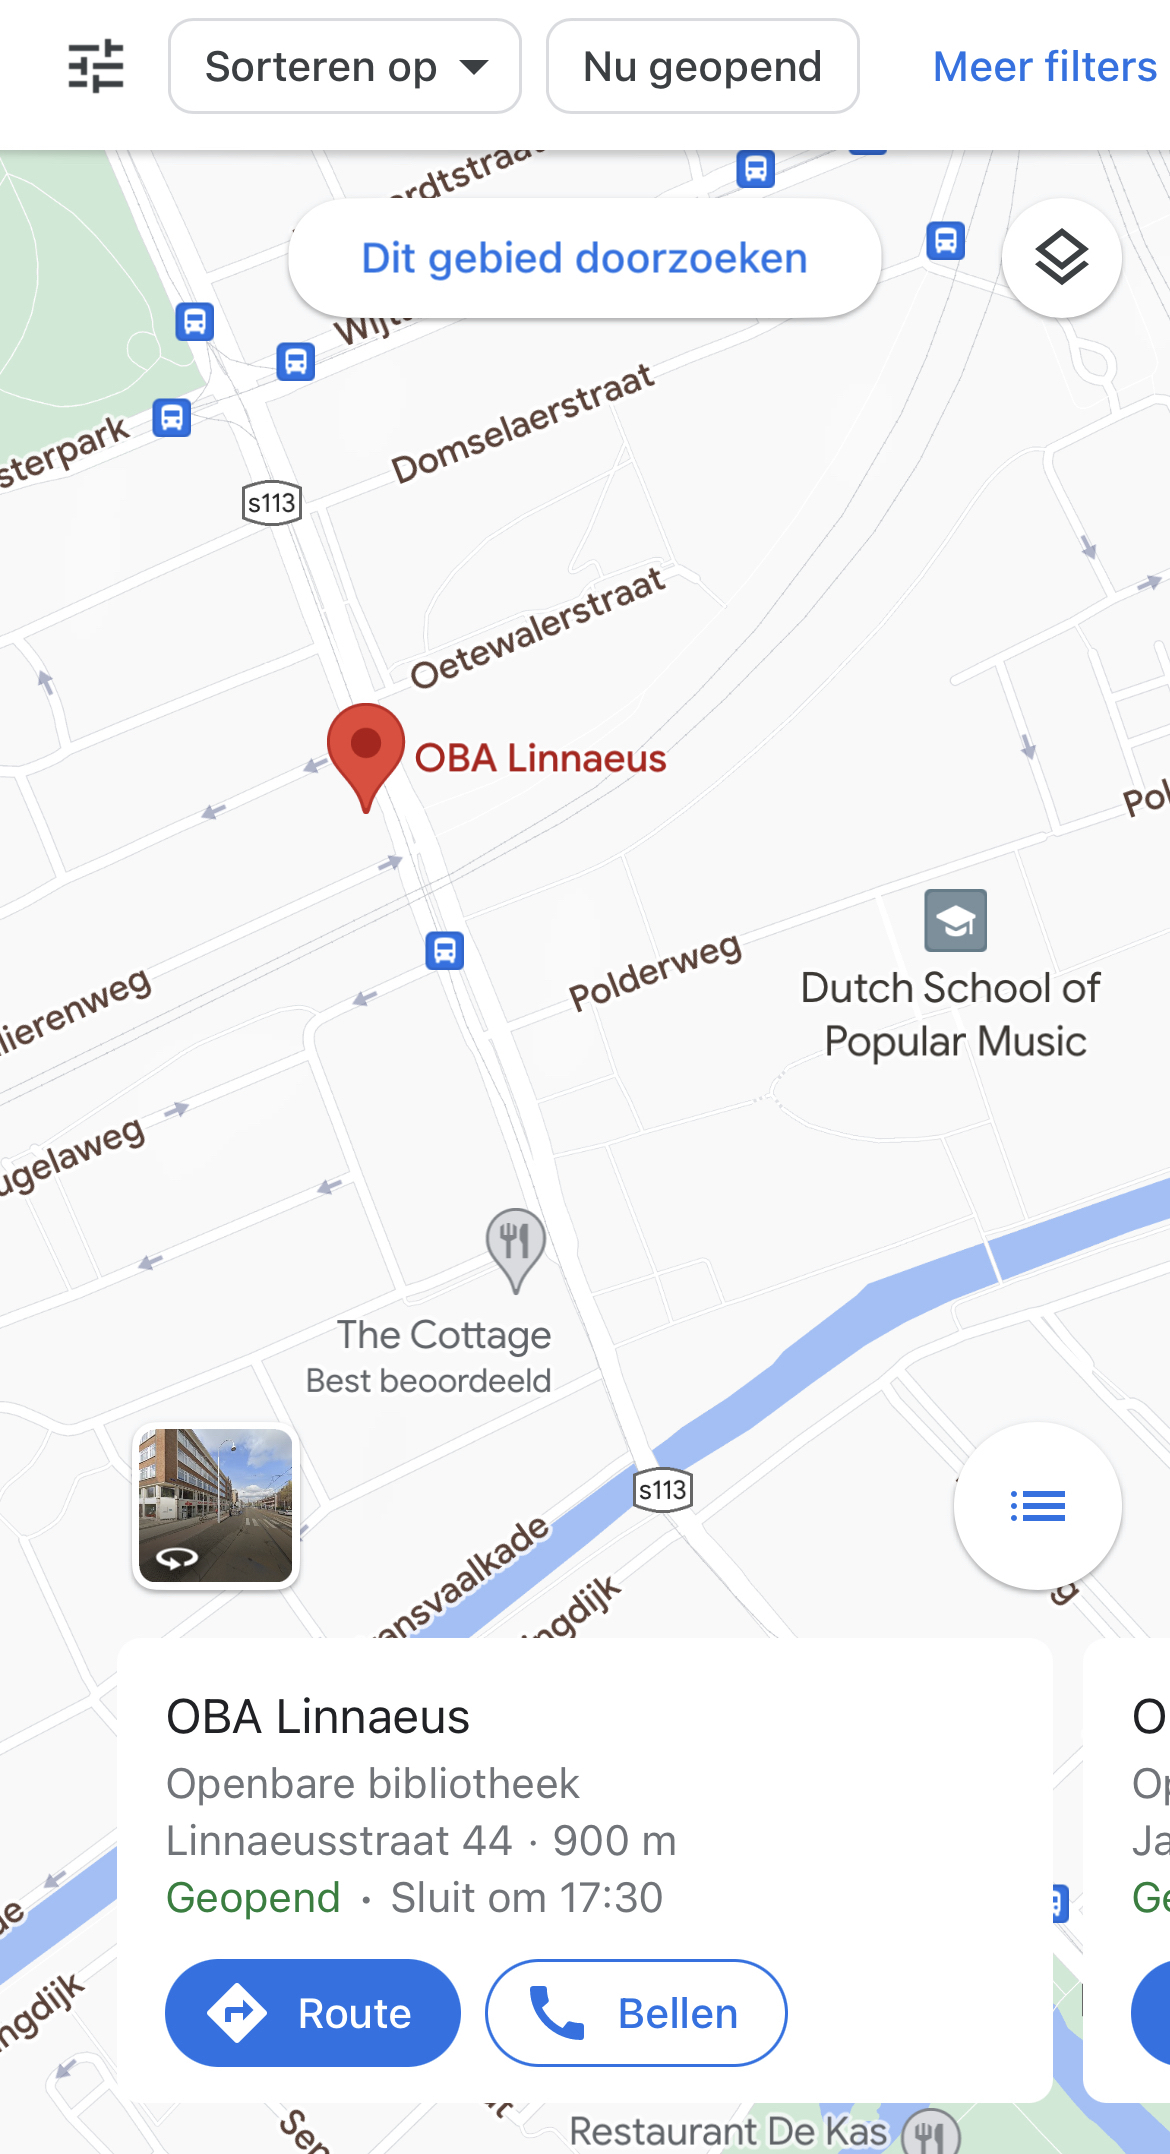 Sorteren op
Nu geopend
Meer filters
Dit gebied doorzoeken
Domselaerstraat
s113
Oetewalerstraat
OBA Linnaeus
Polderweg
Dutch School of
Popular Music
The Cottage
Best beoordeeld
s113
OBA Linnaeus
Openbare bibliotheek
Linnaeusstraat 44 · 900 m
Geopend · Sluit om 17:30
Route
Bellen
Restaurant De Kas